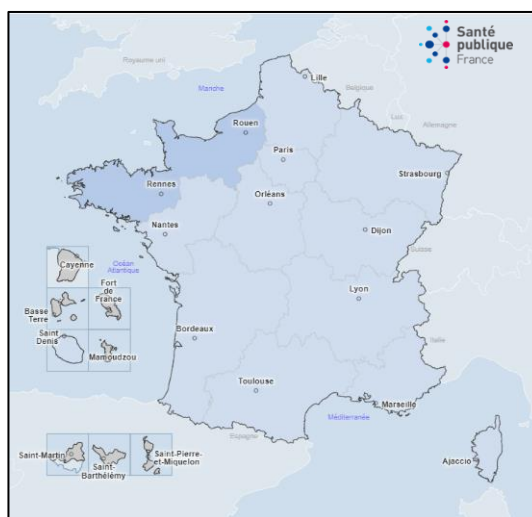 Santé
publique
France
Royaume uni
Lille
Belgique
Manche
Lux
Allemagne
Rouen
Paris
Strasbourg
Rennes
Orléans
Nantes
Dijon
Suisse
Océan
Atlantique
Cayenne
Fort
de
France
Basse
Terre
Saint
Denis
Mamoudzou
Lyon
Bordeaux
Italie
Toulouse
Marseille
Méditerranée
Espagne
Saint-Martin
Saint-
Barthélémy
Saint-Pierre-
et-Miquelon
Ajaccio